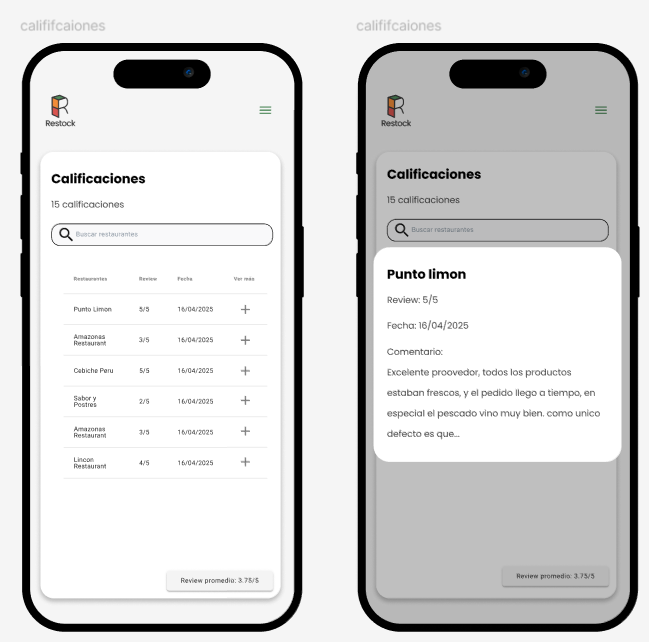 califífcaiones
Restock
Calificaciones
15 calificaciones
Buscar restaurantes
Restaurantes Review Fecha Ver más
Punto Limon 5/5 16/04/2025 +
Amazonas
Restaurant 3/5 16/04/2025 +
Cebiche Peru 5/5 16/04/2025 +
Sabor y
Postres 2/5 16/04/2025 +
Amazonas
Restaurant 3/5 16/04/2025 +
Lincon
Restaurant 4/5 16/04/2025 +
Review promedio: 3.75/5
califífcaiones
Restock
Calificaciones
15 calificaciones
Buscar restaurantes
Punto limon
Review: 5/5
Fecha: 16/04/2025
Comentario:
Excelente proovedor, todos los productos
estaban frescos, y el pedido llego a tiempo, en
especial el pescado vino muy bien. como unico
defecto es que...
Review promedio: 3.75/5